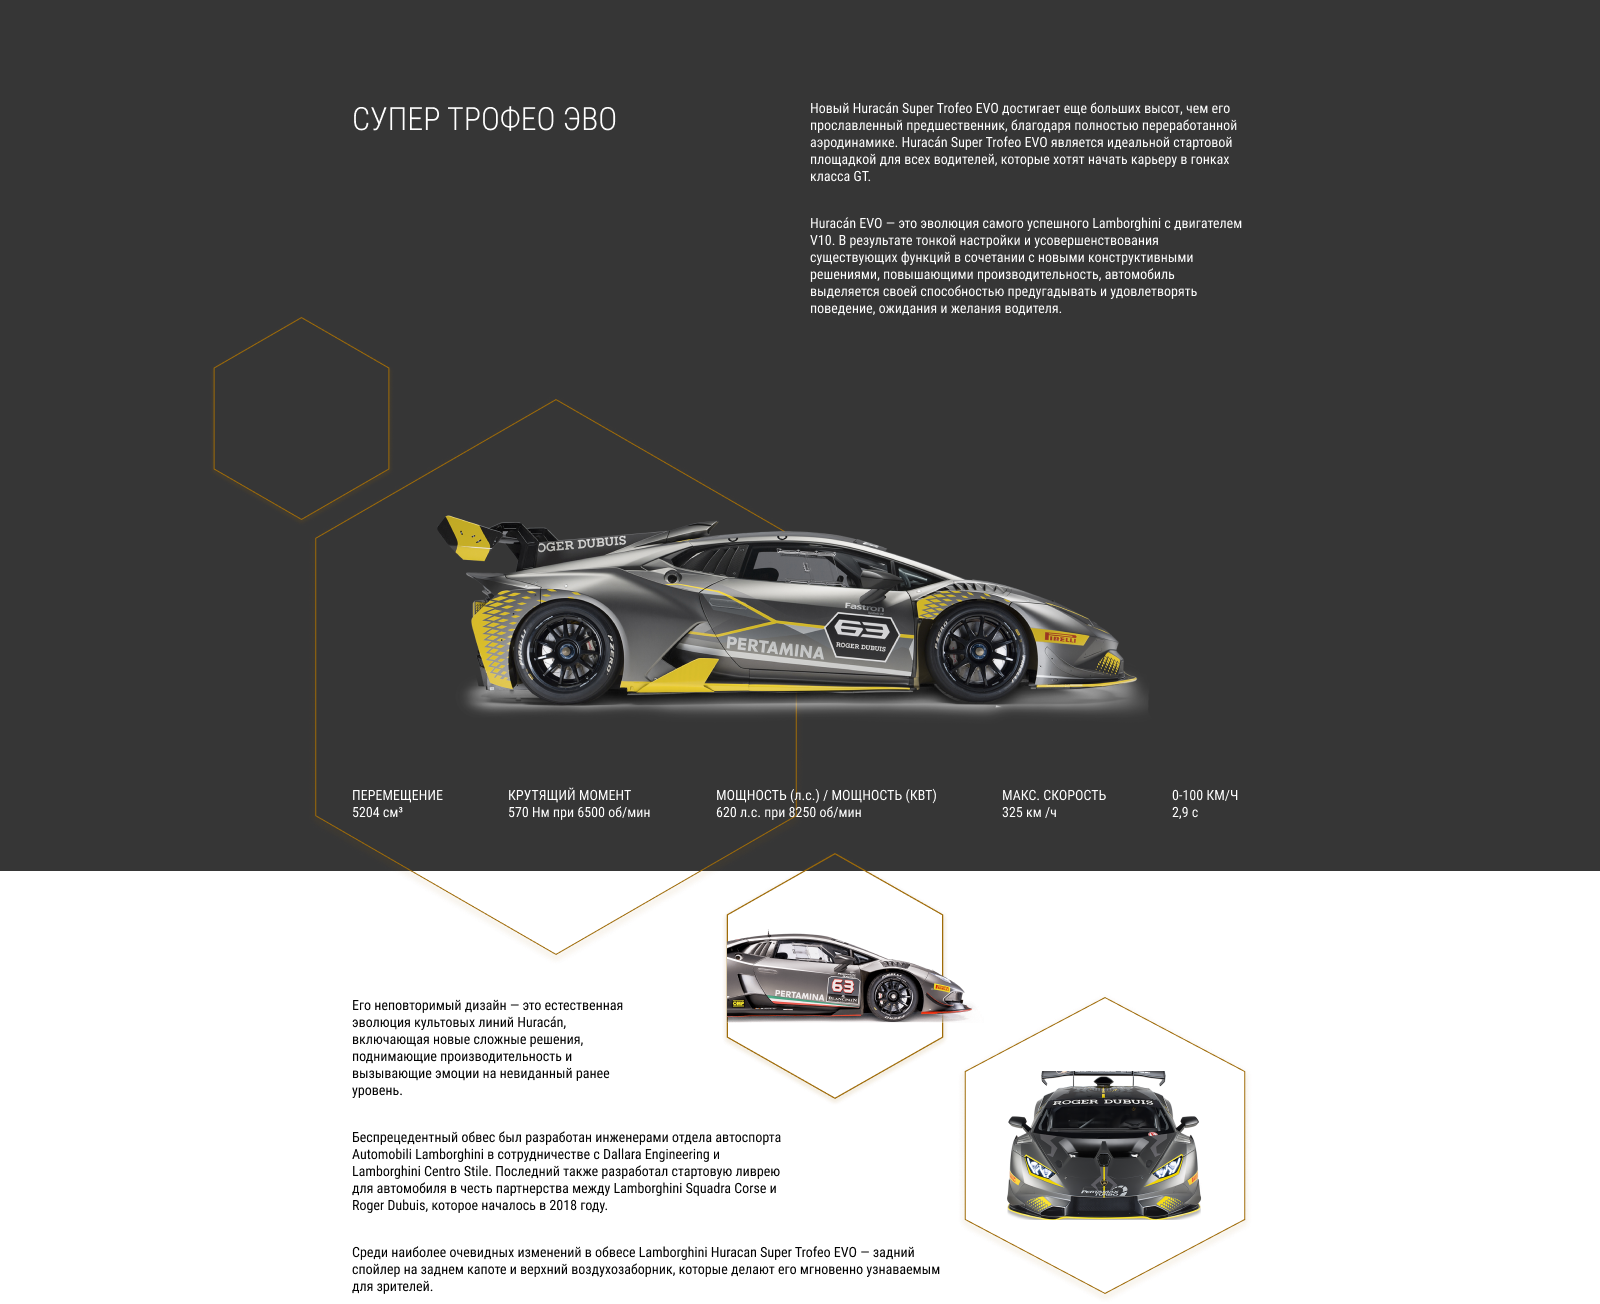 СУПЕР ТРОФЕО ЭВО
Новый Huracán Super Trofeo EVO достигает еще больших высот, чем его
прославленный предшественник, благодаря полностью переработанной
аэродинамике. Huracán Super Trofeo EVO является идеальной стартовой
площадкой для всех водителей, которые хотят начать карьеру в гонках
класса GT.
Huracán EVO — это эволюция самого успешного Lamborghini с двигателем
V10. В результате тонкой настройки и усовершенствования
существующих функций в сочетании с новыми конструктивными
решениями, повышающими производительность, автомобиль
выделяется своей способностью предугадывать и удовлетворять
поведение, ожидания и желания водителя.
ROGER DUBUIS
Fastron
63
ROGER DUBUIS
PERTAMINA
PIRELLI
PIRELLI
P ZERO
P ZERO
ПЕРЕМЕЩЕНИЕ
5204 см³
КРУТЯЩИЙ МОМЕНТ
570 Нм при 6500 об/мин
МОЩНОСТЬ (л.с.) / МОЩНОСТЬ (КВТ)
620 л.с. при 8250 об/мин
МАКС. СКОРОСТЬ
325 км /ч
0-100 КМ/Ч
2,9 с
PERTAMINA
63
BLANCPAIN
PIRELLI
Его неповторимый дизайн — это естественная
эволюция культовых линий Huracán,
включающая новые сложные решения,
поднимающие производительность и
вызывающие эмоции на невиданный ранее
уровень.
ROGER DUBUIS
Беспрецедентный обвес был разработан инженерами отдела автоспорта
Automobili Lamborghini в сотрудничестве с Dallara Engineering и
Lamborghini Centro Stile. Последний также разработал стартовую ливрею
для автомобиля в честь партнерства между Lamborghini Squadra Corse и
Roger Dubuis, которое началось в 2018 году.
Среди наиболее очевидных изменений в обвесе Lamborghini Huracan Super Trofeo EVO — задний
спойлер на заднем капоте и верхний воздухозаборник, которые делают его мгновенно узнаваемым
для зрителей.